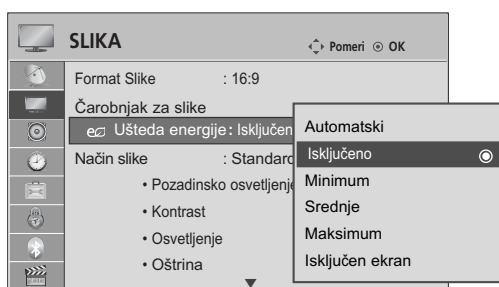 SLIKA
Pomeri OK
Format Slike : 16:9
Čarobnjak za slike
Ušteda energije: Isključen
Način slike : Standard
• Pozadinsko osvetljenje
• Kontrast
• Osvetljenje
• Oštrina
Automatski
Isključeno
Minimum
Srednje
Maksimum
Isključen ekran